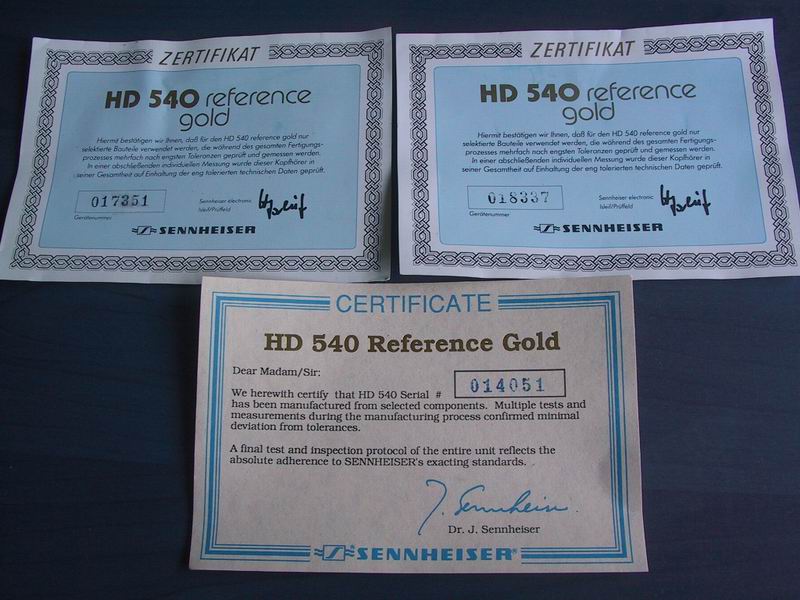 ZERTIFIKAT
HD 540 reference
gold
Hiermit bestätigen wir Ihnen, daß für den HD 540 reference gold nur
selektierte Bauteile verwendet werden, die während des gesamten Fertigungs-
prozesses mehrfach nach engsten Toleranzen geprüft und gemessen werden.
In einer abschließenden individuellen Messung wurde dieser Kopfhörer in
seiner Gesamtheit auf Einhaltung der eng tolerierten technischen Daten geprüft.
017351
Gerätenummer
Sennheiser electronic
Isleif/Prüffeld
SENNHEISER
ZERTIFIKAT
HD 540 reference
gold
Hiermit bestätigen wir Ihnen, daß für den HD 540 reference gold nur
selektierte Bauteile verwendet werden, die während des gesamten Fertigungs-
prozesses mehrfach nach engsten Toleranzen geprüft und gemessen werden.
In einer abschließenden individuellen Messung wurde dieser Kopfhörer in
seiner Gesamtheit auf Einhaltung der eng tolerierten technischen Daten geprüft.
018337
Gerätenummer
Sennheiser electronic
Isleif/Prüffeld
SENNHEISER
CERTIFICATE
HD 540 Reference Gold
Dear Madam/Sir:
We herewith certify that HD 540 Serial # 014051
has been manufactured from selected components. Multiple tests and
measurements during the manufacturing process confirmed minimal
deviation from tolerances.
A final test and inspection protocol of the entire unit reflects the
absolute adherence to SENNHEISER's exacting standards.
J. Sennheiser
Dr. J. Sennheiser
SENNHEISER®